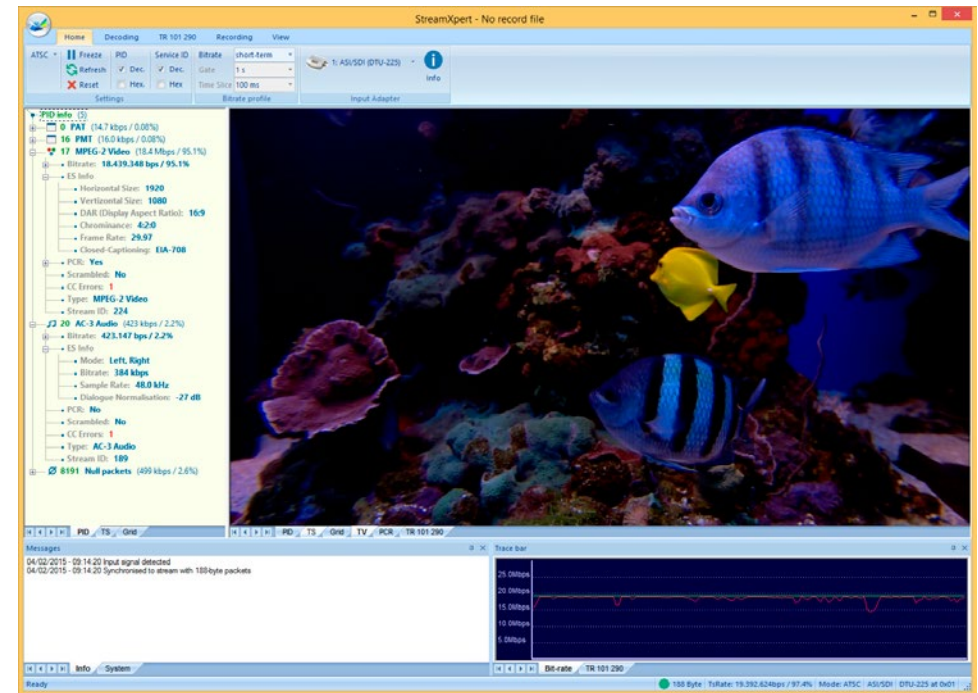 StreamXpert - No record file
Home Decoding TR 101 290 Recording View
ATSC Freeze PID Service ID Bitrate short-term 1: ASI/SDI (DTU-225) Info
Refresh Dec. Dec. Gate 1 s
Reset Hex. Hex Time Slice 100 ms
Settings Bitrate profile Input Adapter
PID info (5)
0 PAT (14.7 kbps / 0.08%)
16 PMT (16.0 kbps / 0.08%)
17 MPEG-2 Video (18.4 Mbps / 95.1%)
Bitrate: 18.439.348 bps / 95.1%
ES Info
Horizontal Size: 1920
Vertizontal Size: 1080
DAR (Display Aspect Ratio): 16:9
Chrominance: 4:2:0
Frame Rate: 29.97
Closed-Captioning: EIA-708
PCR: Yes
Scrambled: No
CC Errors: 1
Type: MPEG-2 Video
Stream ID: 224
20 AC-3 Audio (423 kbps / 2.2%)
Bitrate: 423.147 bps / 2.2%
ES Info
Mode: Left, Right
Bitrate: 384 kbps
Sample Rate: 48.0 kHz
Dialogue Normalisation: -27 dB
PCR: No
Scrambled: No
CC Errors: 1
Type: AC-3 Audio
Stream ID: 189
8191 Null packets (499 kbps / 2.6%)
PID TS Grid
PID TS Grid TV PCR TR 101 290
Messages
04/02/2015 - 09:14:20 Input signal detected
04/02/2015 - 09:14:20 Synchronised to stream with 188-byte packets
Info System
Trace bar
25.0Mbps
20.0Mbps
15.0Mbps
10.0Mbps
5.0Mbps
Bit-rate TR 101 290
Ready 188 Byte TsRate: 19.392.624bps / 97.4% Mode: ATSC ASI/SDI DTU-225 at 0x01